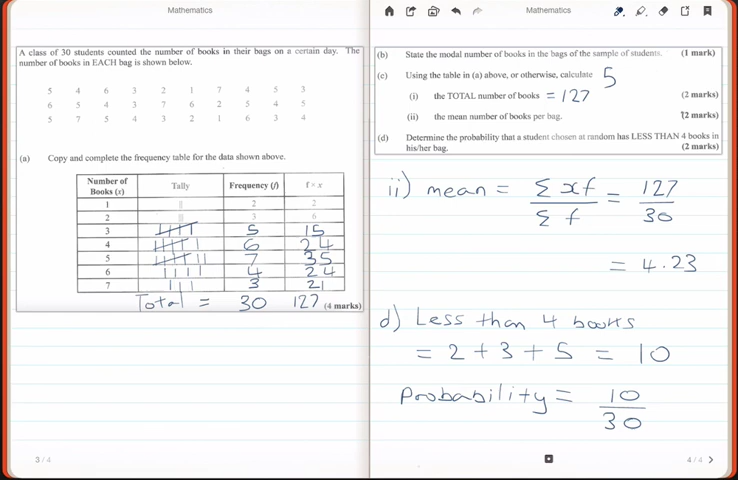 Mathematics
A class of 30 students counted the number of books in their bags on a certain day. The
number of books in EACH bag is shown below.
5 4 6 3 2 1 7 4 5 3
6 5 4 3 7 6 2 5 4 5
5 7 5 4 3 2 1 6 3 4
(a) Copy and complete the frequency table for the data shown above.
Number of Books (x) Tally Frequency (f) f × x
1 || 2 2
2 ||| 3 6
3 5 15
4 6 24
5 7 35
6 |||| 4 24
7 ||| 3 21
Total = 30 127 (4 marks)
3 / 4
Mathematics
(b) State the modal number of books in the bags of the sample of students. (1 mark)
5
(c) Using the table in (a) above, or otherwise, calculate
(i) the TOTAL number of books = 127 (2 marks)
(ii) the mean number of books per bag. (2 marks)
(d) Determine the probability that a student chosen at random has LESS THAN 4 books in
his/her bag. (2 marks)
ii) mean = Σ xf / Σ f = 127 / 30
= 4.23
d) Less than 4 books
= 2 + 3 + 5 = 10
Probability = 10 / 30
4 / 4